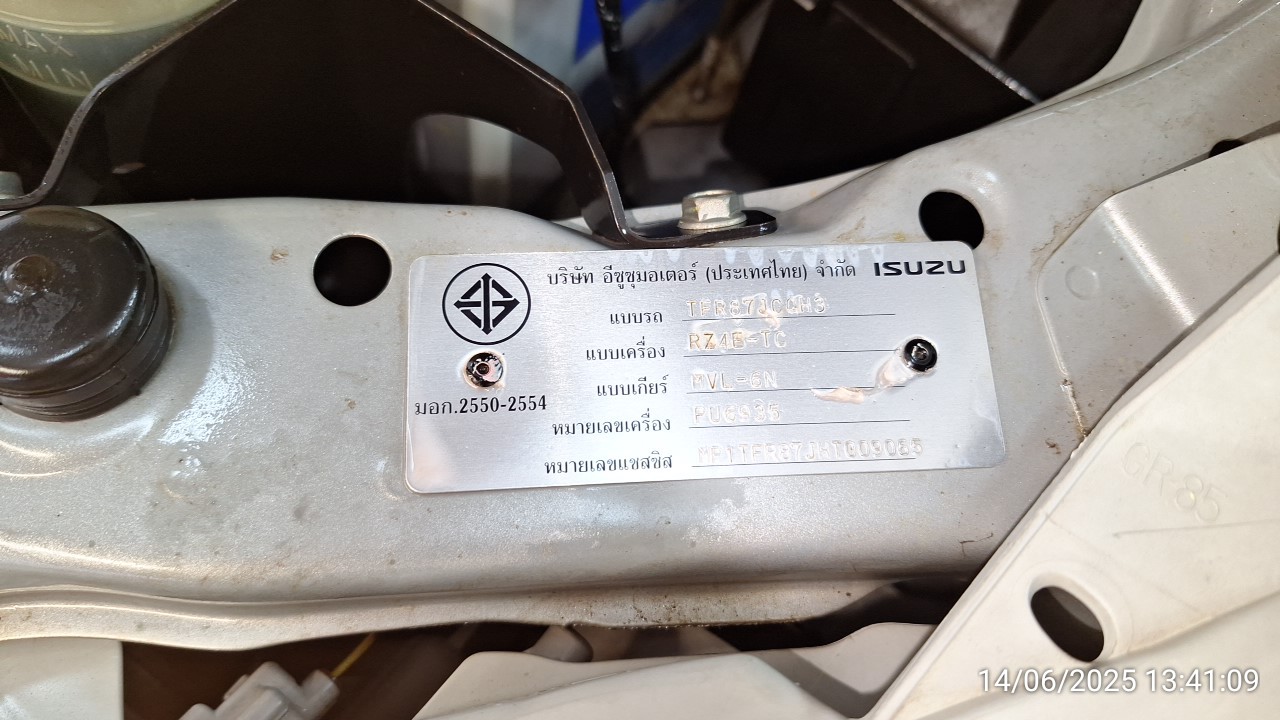 MAX
MIN
บริษัท อีซูซุมอเตอร์ (ประเทศไทย) จำกัด ISUZU
แบบรถ
แบบเครื่อง RZ4E-TC
แบบเกียร์ MVL-6N
มอก.2550-2554
หมายเลขเครื่อง
หมายเลขแชสซิส
GR-85
14/06/2025 13:41:09